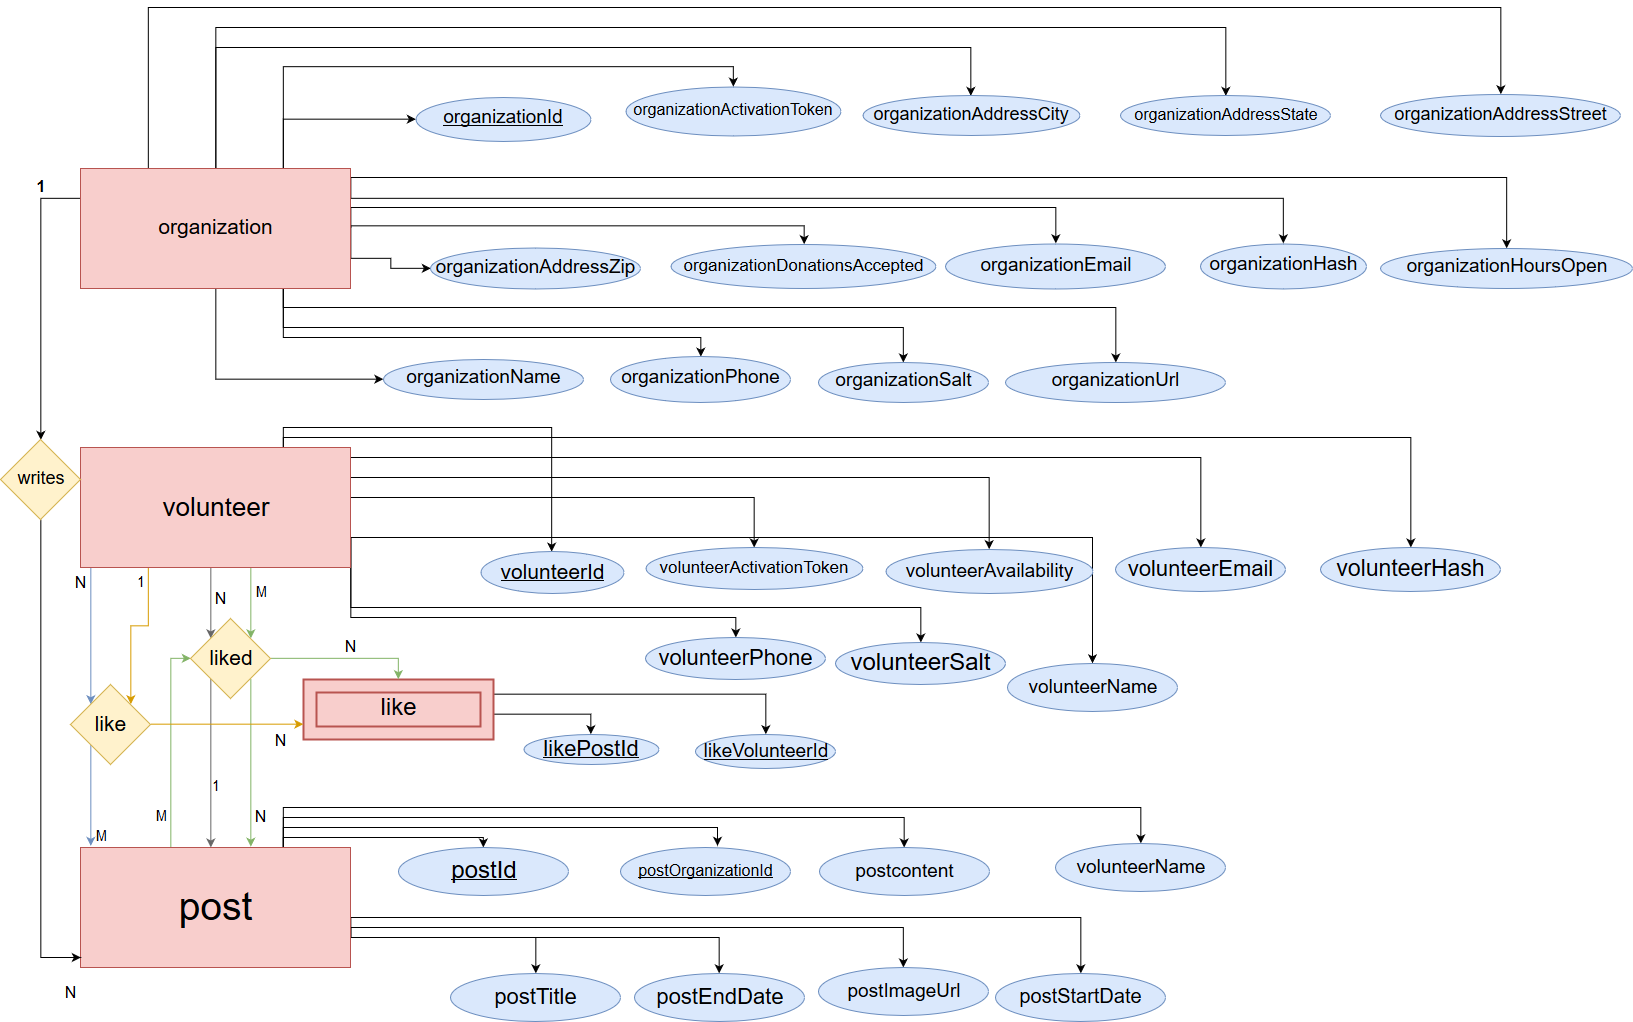 organizationId
organizationActivationToken
organizationAddressCity
organizationAddressState
organizationAddressStreet
1
organization
organizationAddressZip
organizationDonationsAccepted
organizationEmail
organizationHash
organizationHoursOpen
organizationName
organizationPhone
organizationSalt
organizationUrl
writes
volunteer
volunteerId
volunteerActivationToken
volunteerAvailability
volunteerEmail
volunteerHash
N
1
N
M
liked
N
volunteerPhone
volunteerSalt
volunteerName
like
like
N
likePostId
likeVolunteerId
1
M
N
M
postId
postOrganizationId
postcontent
volunteerName
post
N
postTitle
postEndDate
postImageUrl
postStartDate